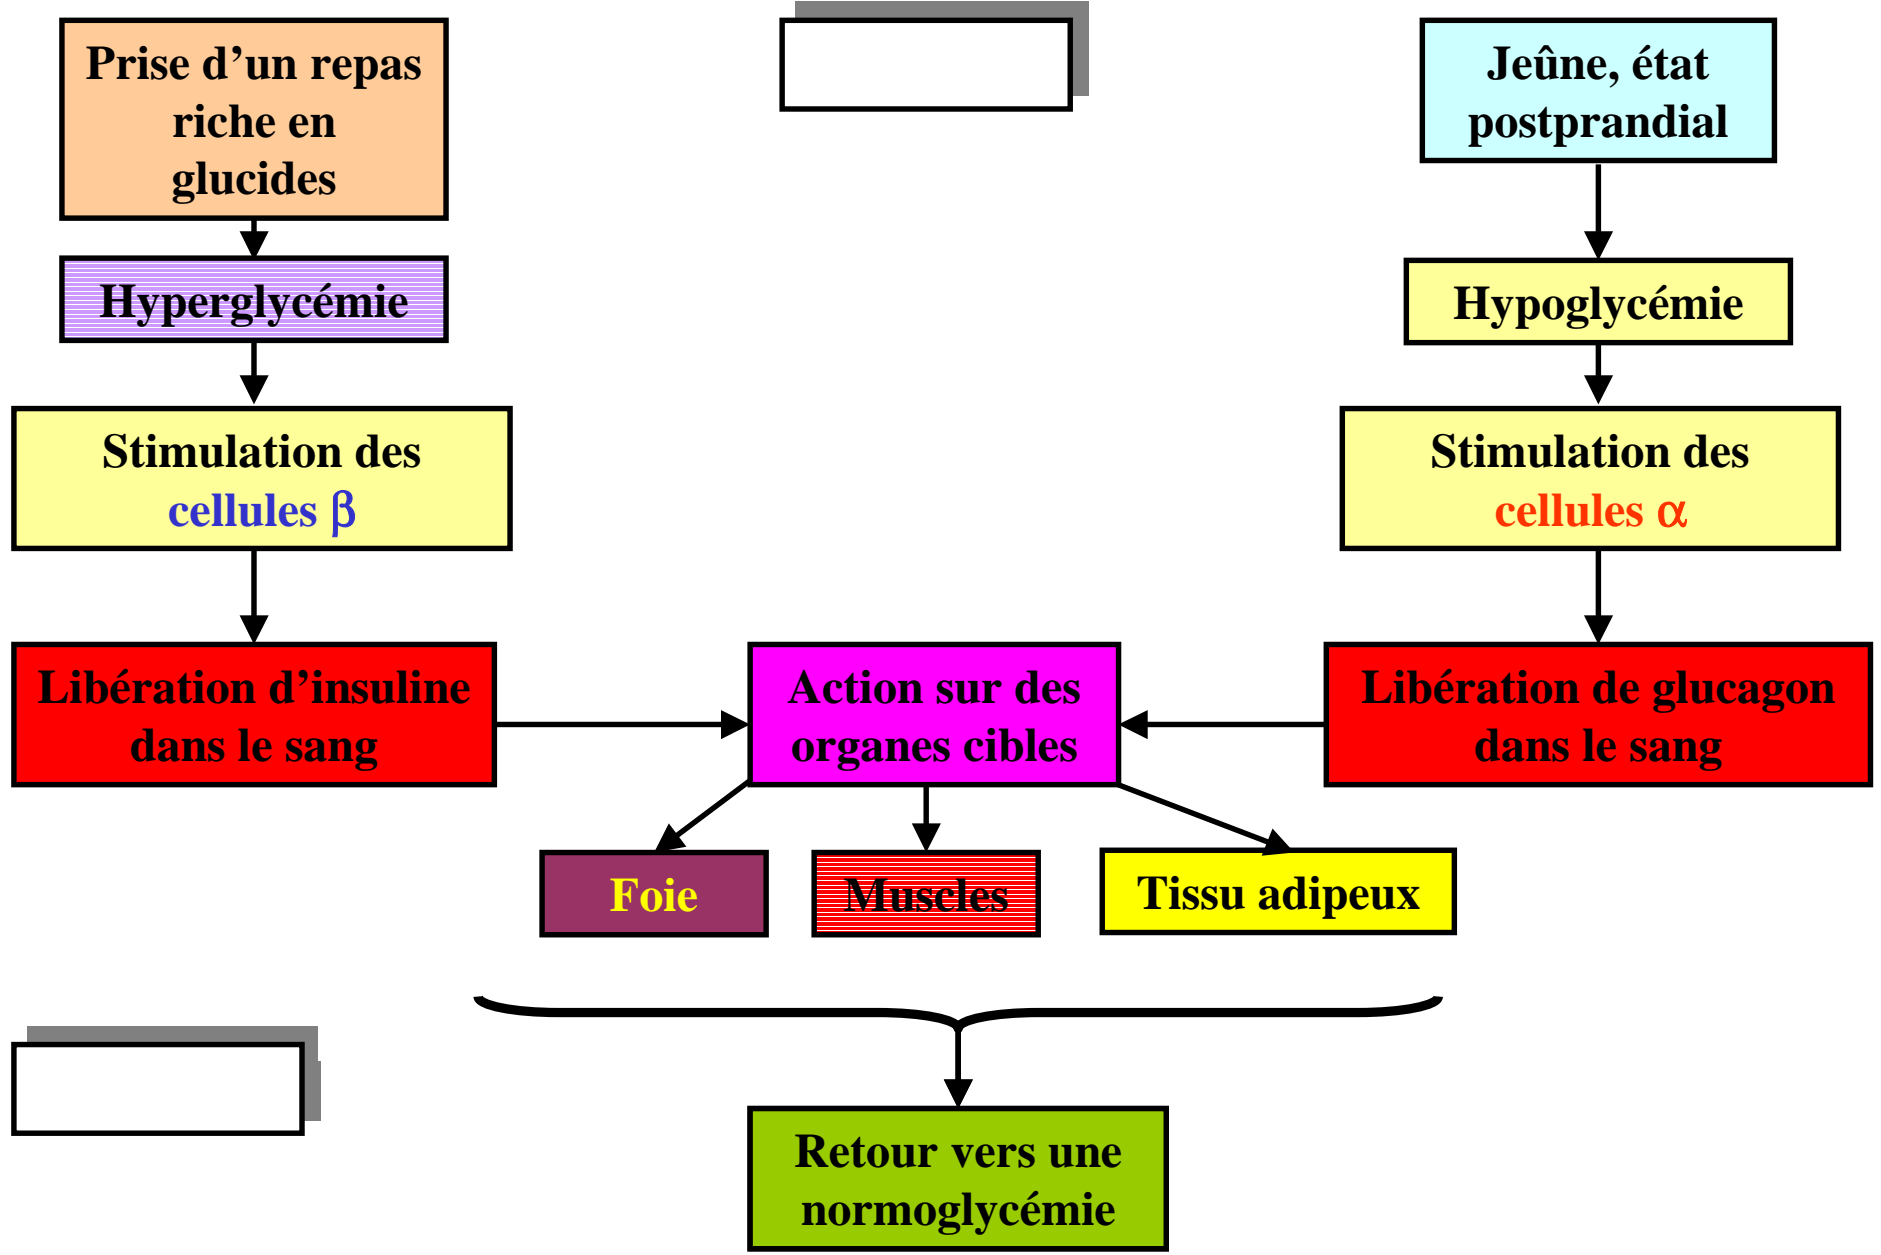 Prise d’un repas
riche en
glucides
Hyperglycémie
Stimulation des
cellules β
Libération d’insuline
dans le sang
Jeûne, état
postprandial
Hypoglycémie
Stimulation des
cellules α
Libération de glucagon
dans le sang
Action sur des
organes cibles
Foie
Muscles
Tissu adipeux
Retour vers une
normoglycémie